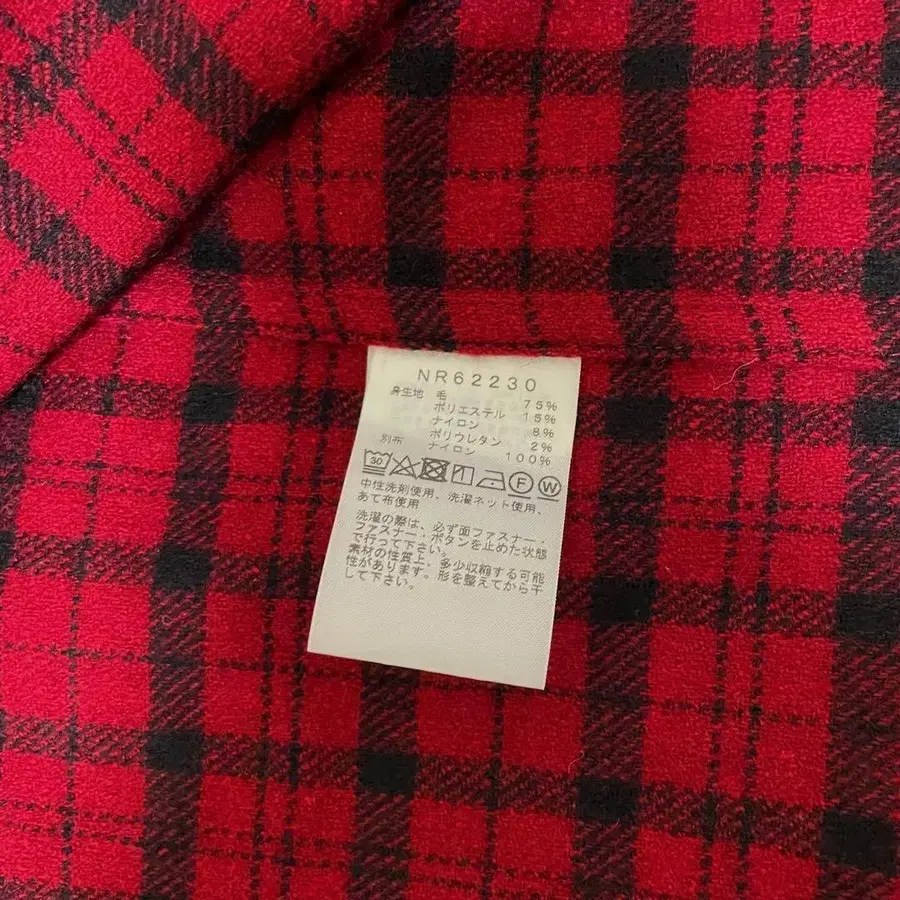 NR62230
身生地 毛 75%
ポリエステル 15%
ナイロン 8%
ポリウレタン 2%
別布 ナイロン 100%
30 F W
中性洗剤使用、洗濯ネット使用、
あて布使用
洗濯の際は、必ず面ファスナー・
ファスナー・ボタンを止めた状態
で行って下さい。
素材の性質上、多少収縮する可能
性があります。形を整えてから干
して下さい。